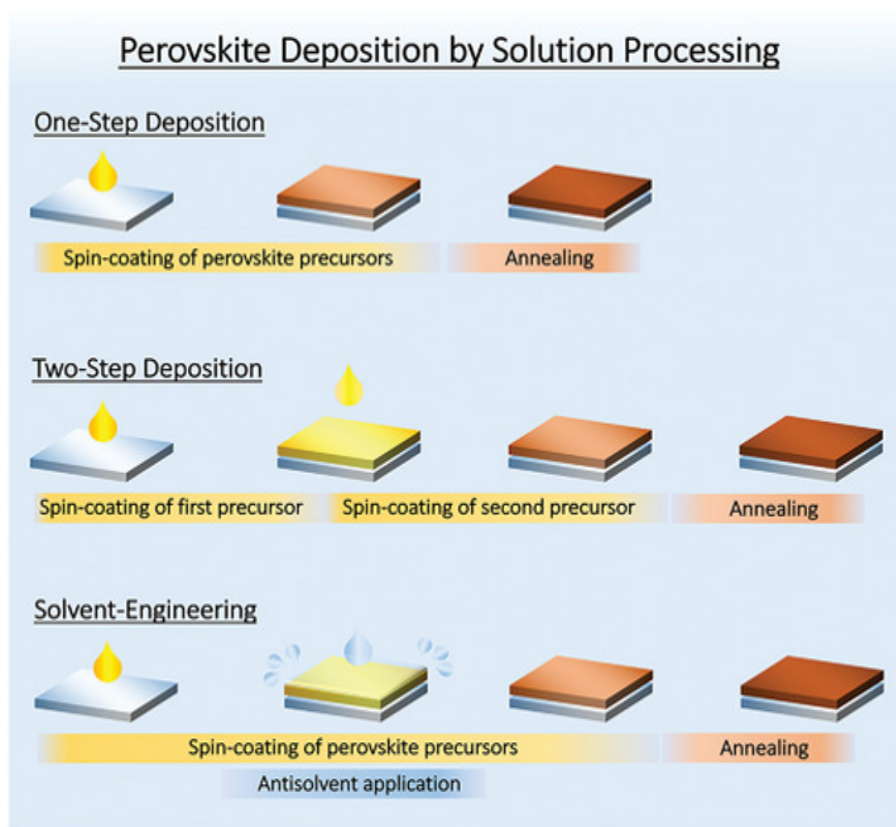 Perovskite Deposition by Solution Processing
One-Step Deposition
Spin-coating of perovskite precursors
Annealing
Two-Step Deposition
Spin-coating of first precursor
Spin-coating of second precursor
Annealing
Solvent-Engineering
Spin-coating of perovskite precursors
Annealing
Antisolvent application